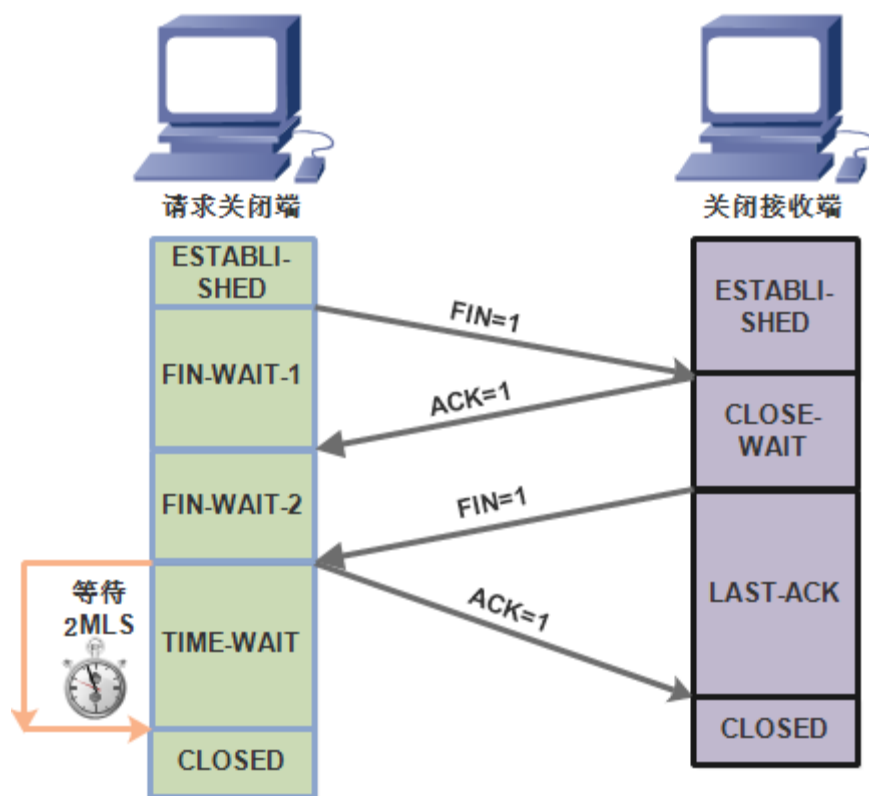 请求关闭端
关闭接收端
ESTABLI-
SHED
ESTABLI-
SHED
FIN=1
FIN-WAIT-1
ACK=1
CLOSE-
WAIT
FIN-WAIT-2
FIN=1
等待
2MLS
TIME-WAIT
ACK=1
LAST-ACK
CLOSED
CLOSED